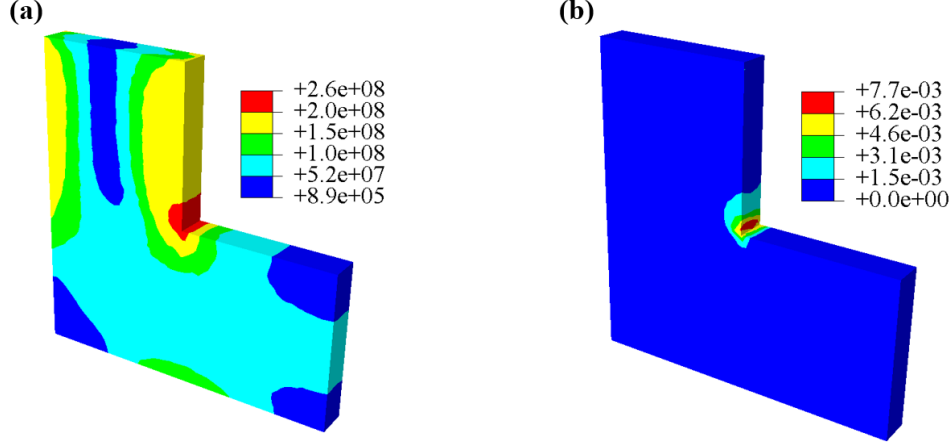 (a)
+2.6e+08
+2.0e+08
+1.5e+08
+1.0e+08
+5.2e+07
+8.9e+05
(b)
+7.7e-03
+6.2e-03
+4.6e-03
+3.1e-03
+1.5e-03
+0.0e+00